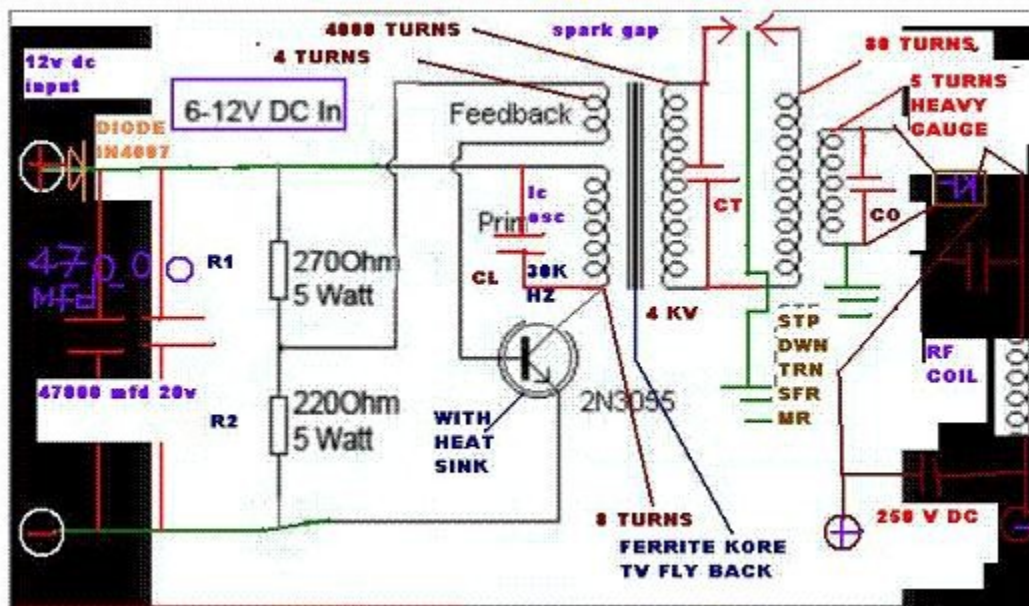 4000 TURNS
spark gap
4 TURNS
80 TURNS
12v dc
input
6-12V DC In
Feedback
5 TURNS
HEAVY
GAUGE
DIODE
IN4007
Ic
osc
Prim
CT
CO
R1
270Ohm
5 Watt
CL
30K
HZ
470_0
MFd
4 KV
STP
DWN
TRN
SFR
MR
RF
COIL
47000 mfd 20v
R2
220Ohm
5 Watt
WITH
HEAT
SINK
2N3055
8 TURNS
250 V DC
FERRITE KORE
TV FLY BACK